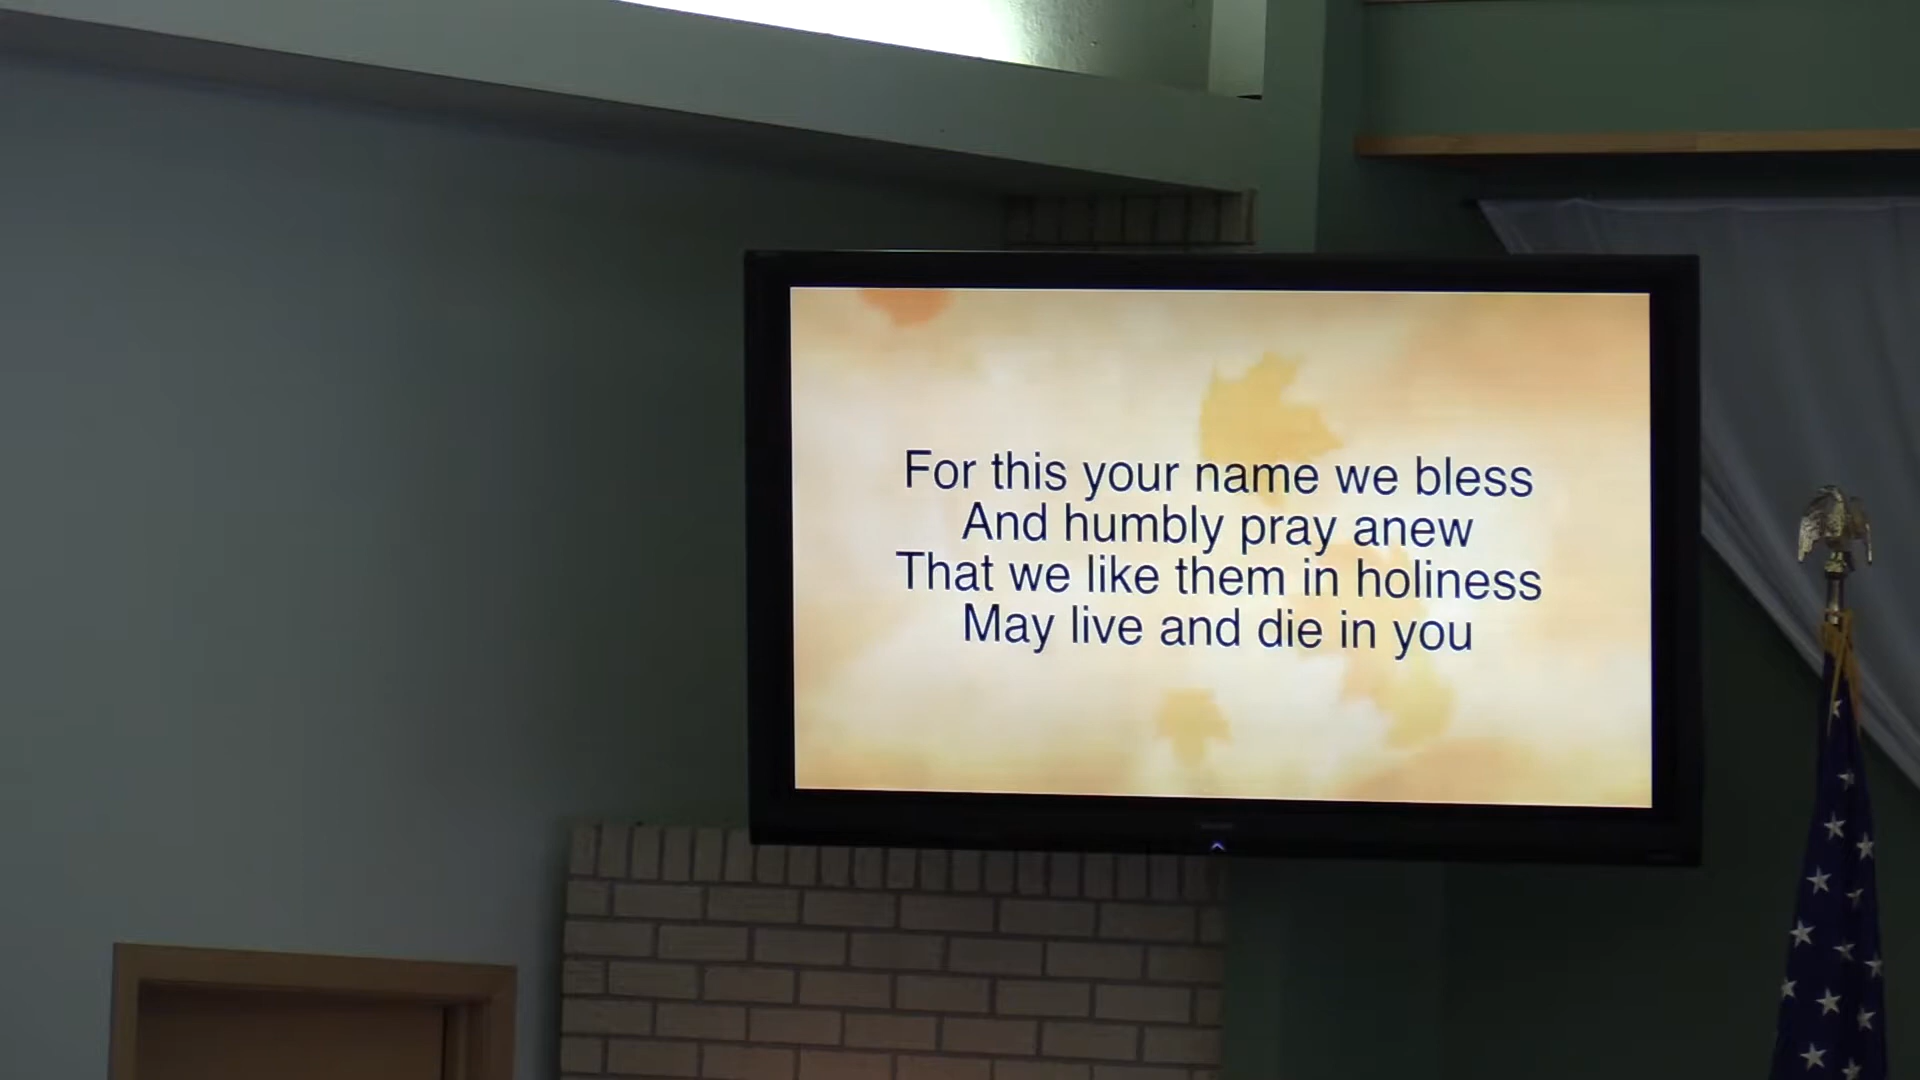 For this your name we bless
And humbly pray anew
That we like them in holiness
May live and die in you